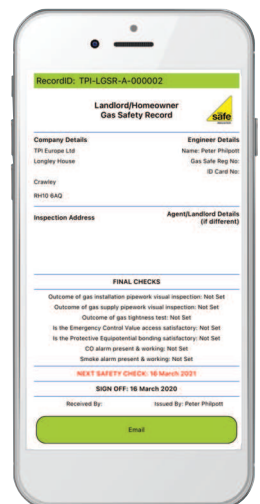 RecordID: TPI-LGSR-A-000002
Landlord/Homeowner
Gas Safety Record
safe
Company Details
Engineer Details
TPI Europe Ltd
Name: Peter Philpott
Longley House
Gas Safe Reg No:
ID Card No:
Crawley
RH10 6AQ
Inspection Address
Agent/Landlord Details
(if different)
FINAL CHECKS
Outcome of gas installation pipework visual inspection: Not Set
Outcome of gas supply pipework visual inspection: Not Set
Outcome of gas tightness test: Not Set
Is the Emergency Control Value access satisfactory: Not Set
Is the Protective Equipotential bonding satisfactory: Not Set
CO alarm present & working: Not Set
Smoke alarm present & working: Not Set
NEXT SAFETY CHECK: 16 March 2021
SIGN OFF: 16 March 2020
Received By:
Issued By: Peter Philpott
Email